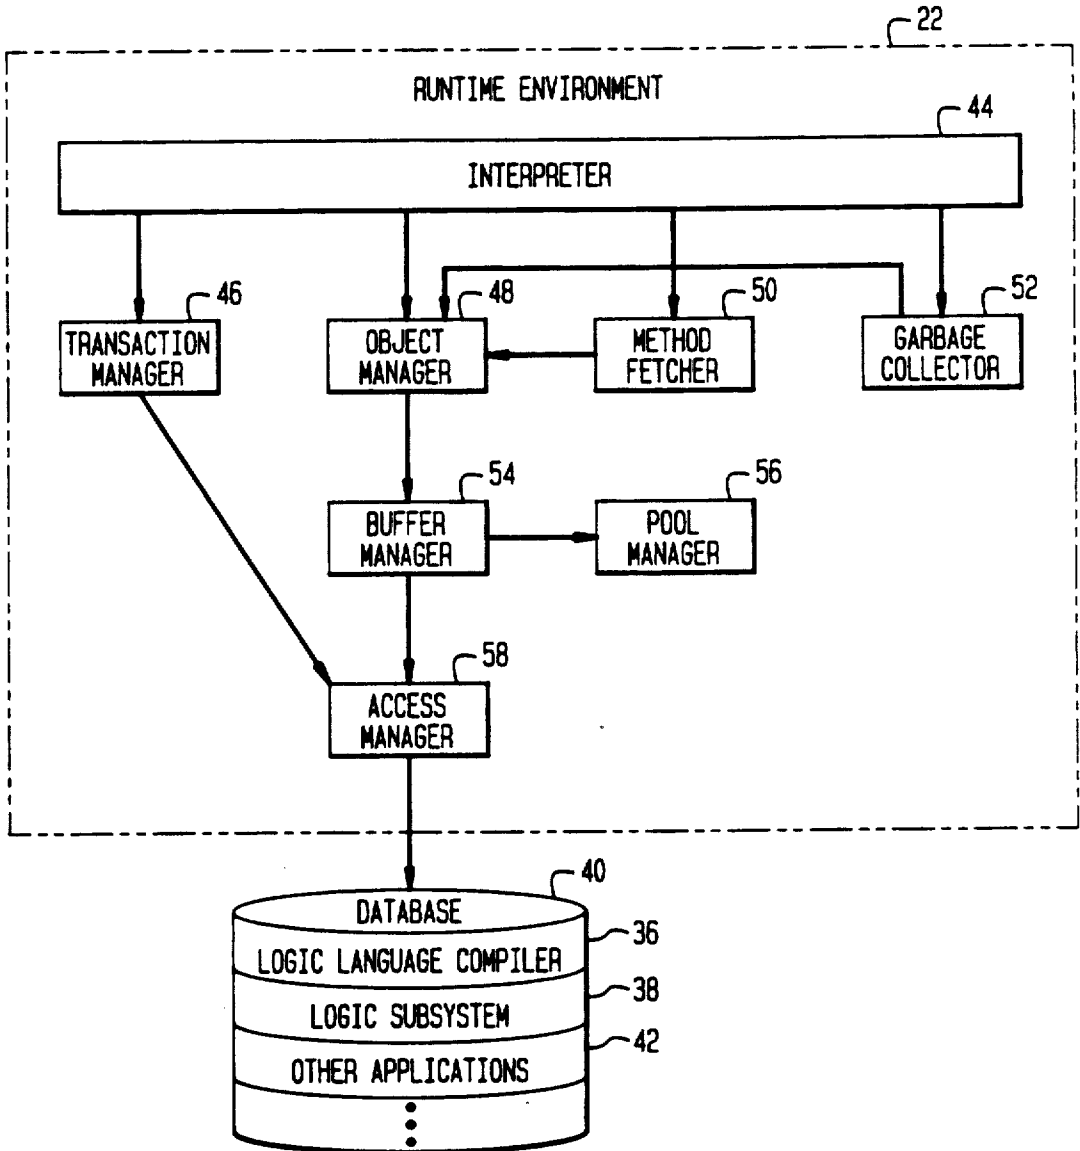 22
RUNTIME ENVIRONMENT
44
INTERPRETER
46
48
50
52
TRANSACTION
MANAGER
OBJECT
MANAGER
METHOD
FETCHER
GARBAGE
COLLECTOR
54
56
BUFFER
MANAGER
POOL
MANAGER
58
ACCESS
MANAGER
40
DATABASE
36
LOGIC LANGUAGE COMPILER
38
LOGIC SUBSYSTEM
42
OTHER APPLICATIONS